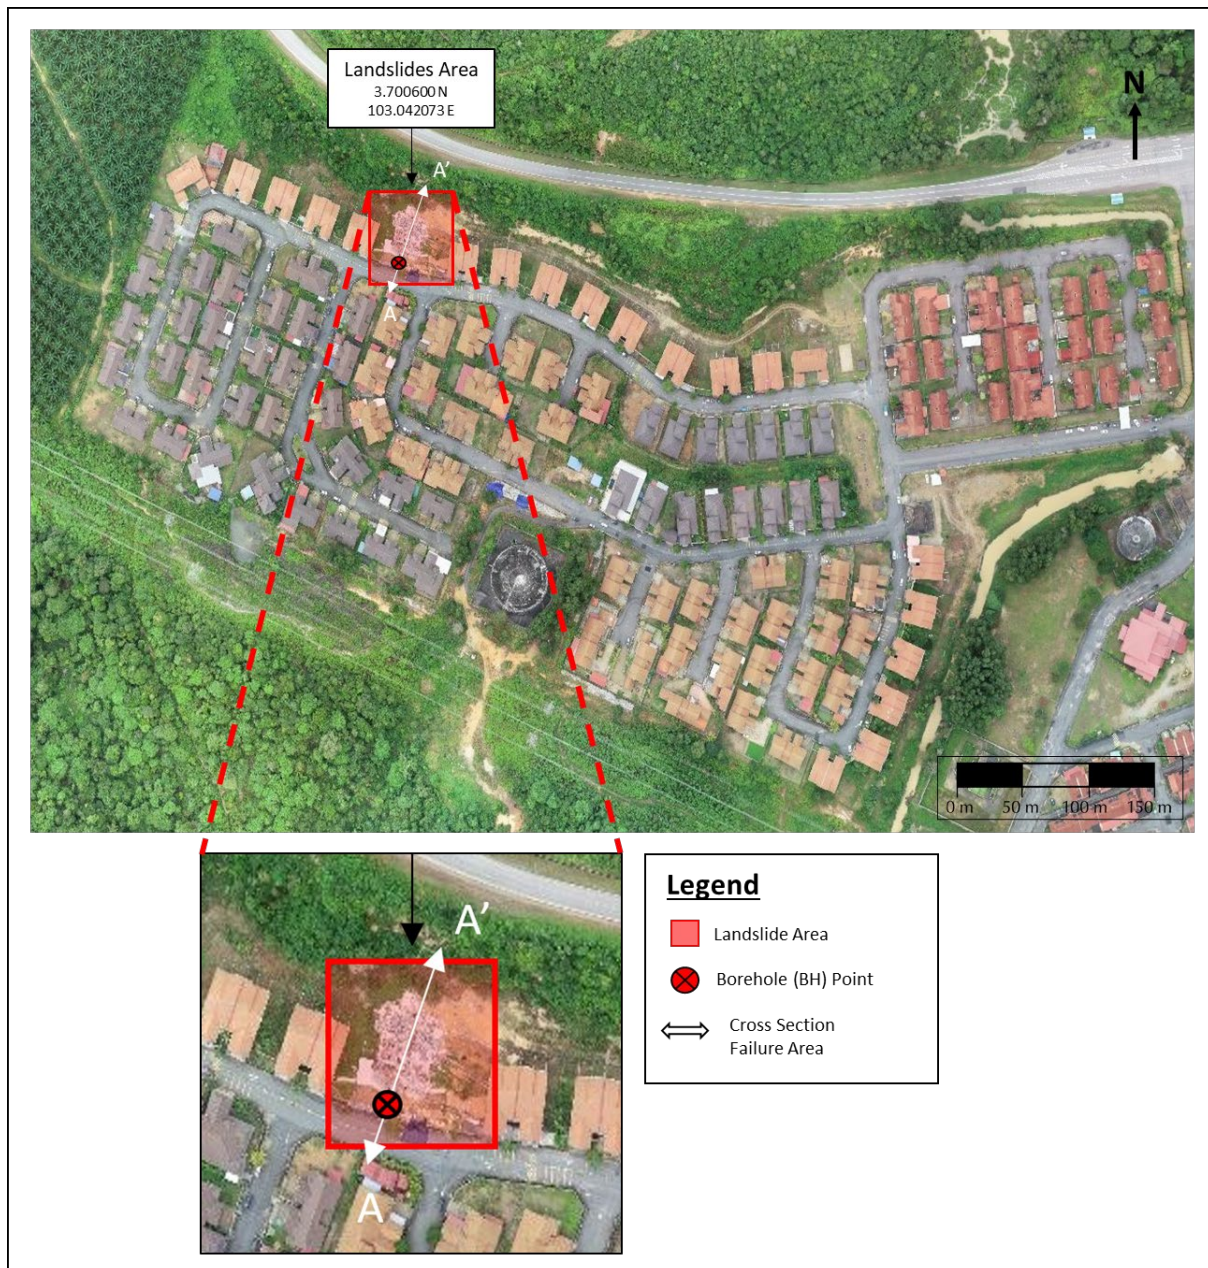 Landslides Area
3.700600 N
103.042073 E
N
A'
A
0 m 50 m 100 m 150 m
A’
A
Legend
Landslide Area
Borehole (BH) Point
Cross Section
Failure Area